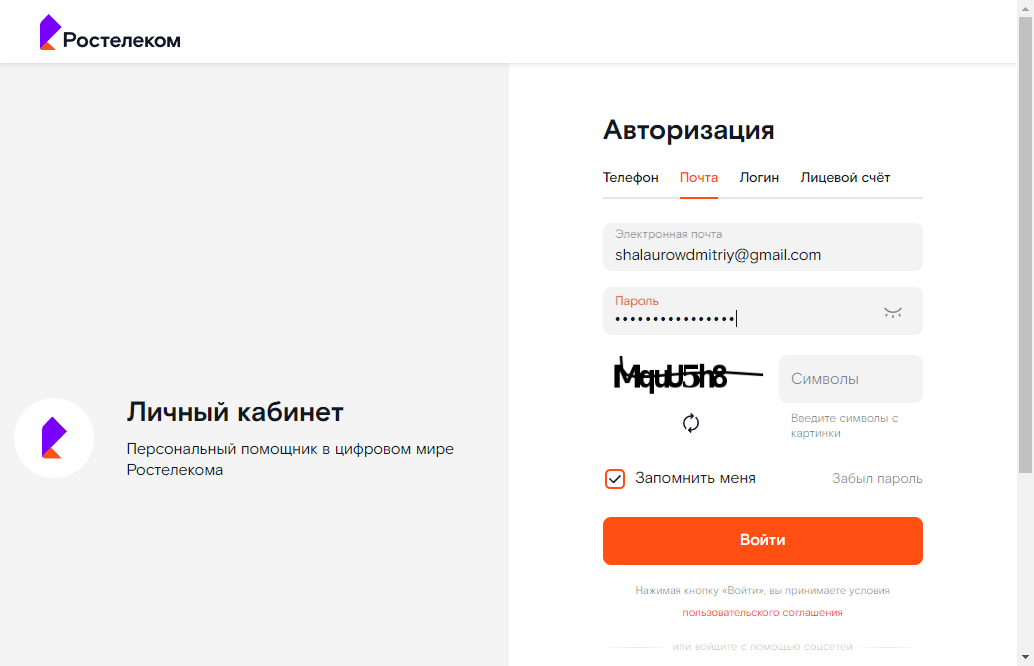 Ростелеком
Авторизация
Телефон Почта Логин Лицевой счёт
Электронная почта
shalaurowdmitriy@gmail.com
Пароль
••••••••••••••••
Символы
Введите символы с
картинки
Личный кабинет
Персональный помощник в цифровом мире
Ростелекома
Запомнить меня Забыл пароль
Войти
Нажимая кнопку «Войти», вы принимаете условия
пользовательского соглашения
или войдите с помощью соцсетей